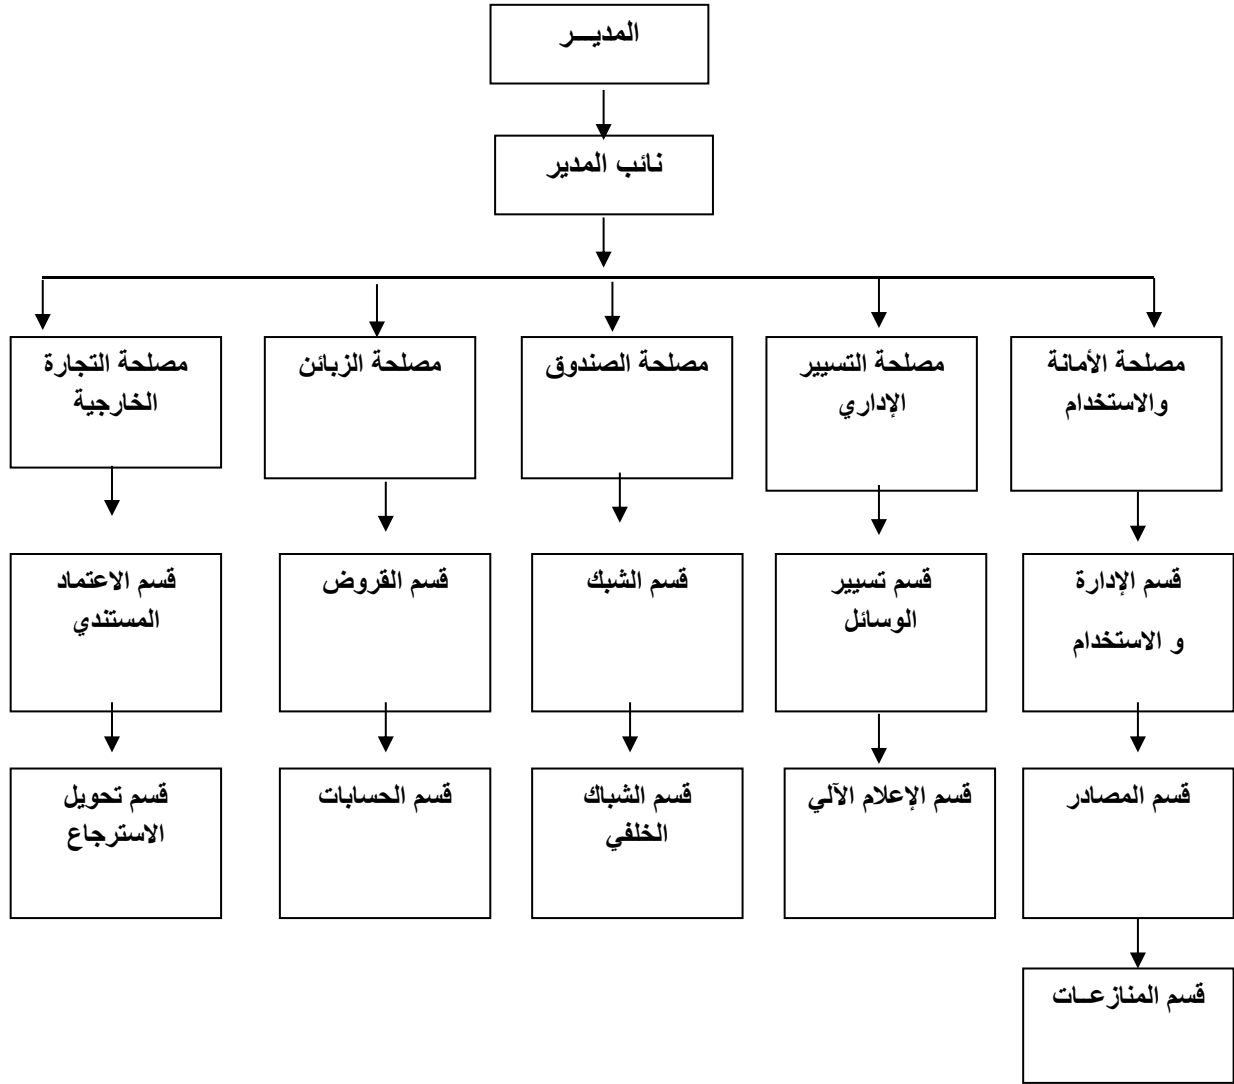 المديـــر
نائب المدير
مصلحة الأمانة
والاستخدام
مصلحة التسيير
الإداري
مصلحة الصندوق
مصلحة الزبائن
مصلحة التجارة
الخارجية
قسم الإدارة
و الاستخدام
قسم تسيير
الوسائل
قسم الشبك
قسم القروض
قسم الاعتماد
المستندي
قسم المصادر
قسم الإعلام الآلي
قسم الشباك
الخلفي
قسم الحسابات
قسم تحويل
الاسترجاع
قسم المنازعــات